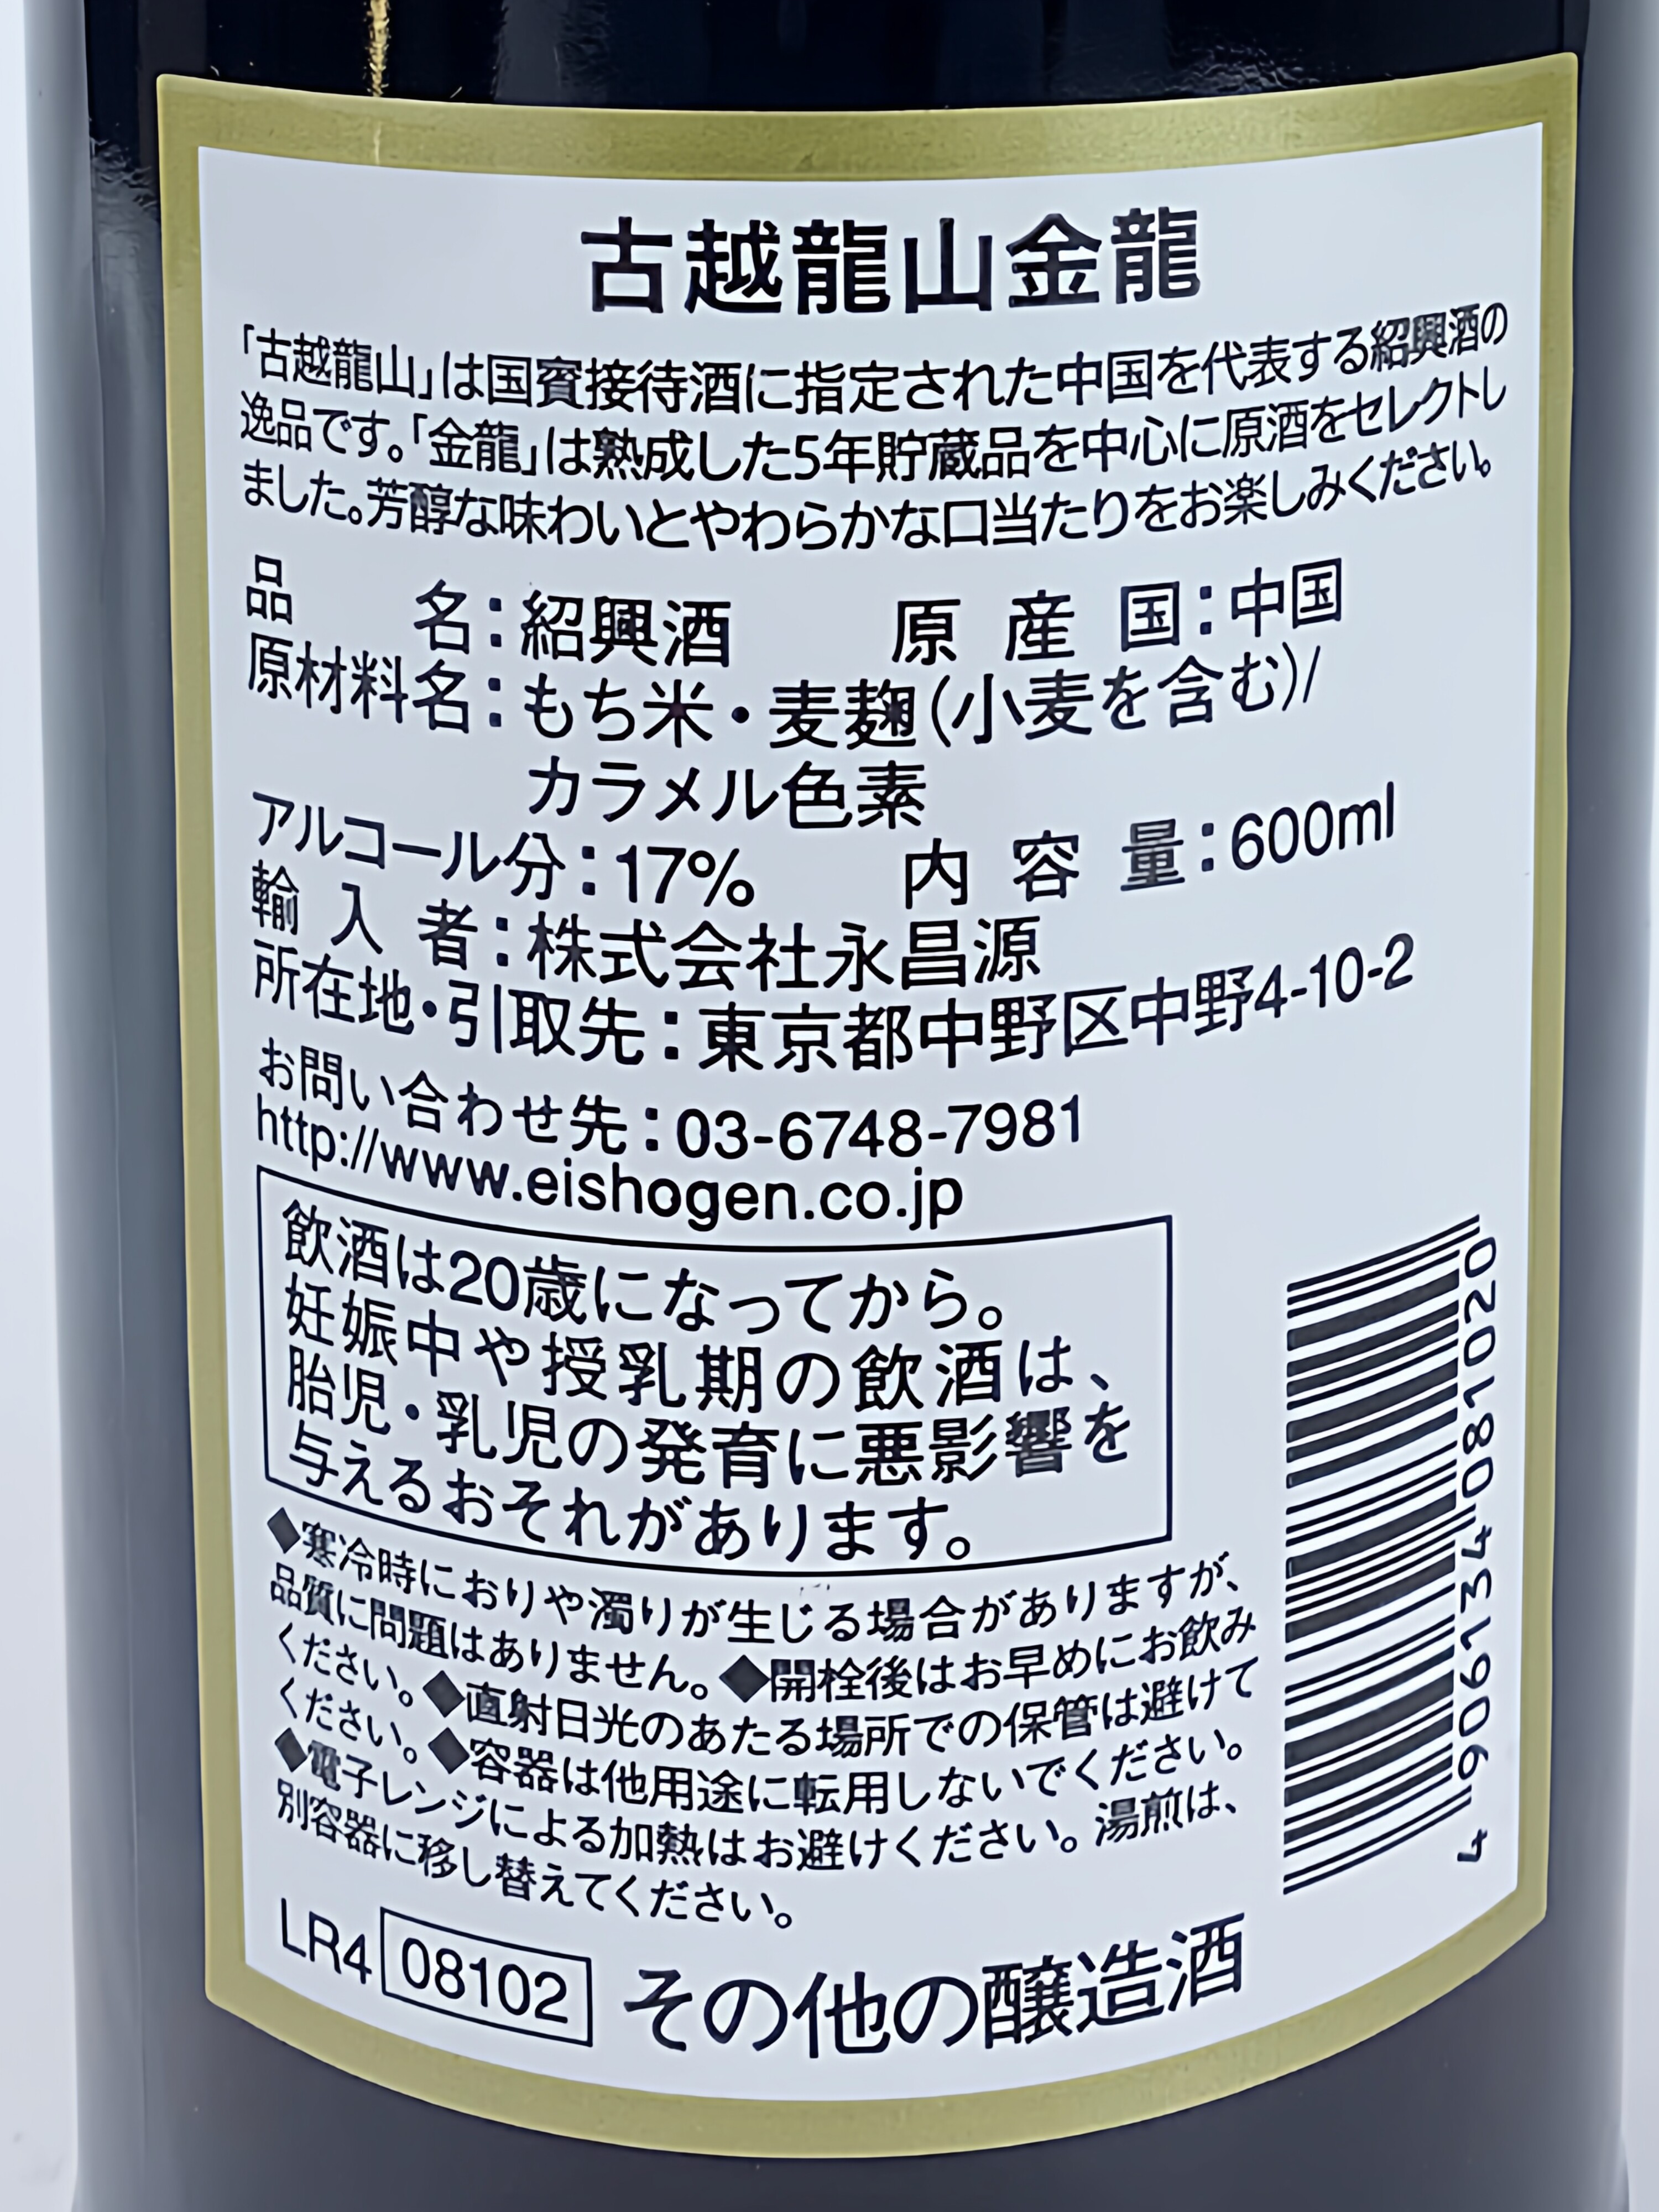 古越龍山金龍
「古越龍山」は国賓接待酒に指定された中国を代表する紹興酒の
逸品です。「金龍」は熟成した5年貯蔵品を中心に原酒をセレクトし
ました。芳醇な味わいとやわらかな口当たりをお楽しみください。
品名：紹興酒 原産国：中国
原材料名：もち米・麦麹(小麦を含む)/
カラメル色素
アルコール分：17% 内容量：600ml
輸入者：株式会社永昌源
所在地・引取先：東京都中野区中野4-10-2
お問い合わせ先：03-6748-7981
http://www.eishogen.co.jp
飲酒は20歳になってから。
妊娠中や授乳期の飲酒は、
胎児・乳児の発育に悪影響を
与えるおそれがあります。
◆寒冷時におりや濁りが生じる場合がありますが、
品質に問題はありません。◆開栓後はお早めにお飲み
ください。◆直射日光のあたる場所での保管は避けて
ください。◆容器は他用途に転用しないでください。
◆電子レンジによる加熱はお避けください。湯煎は、
別容器に移し替えてください。
LR4 08102 その他の醸造酒
4 906134 081020